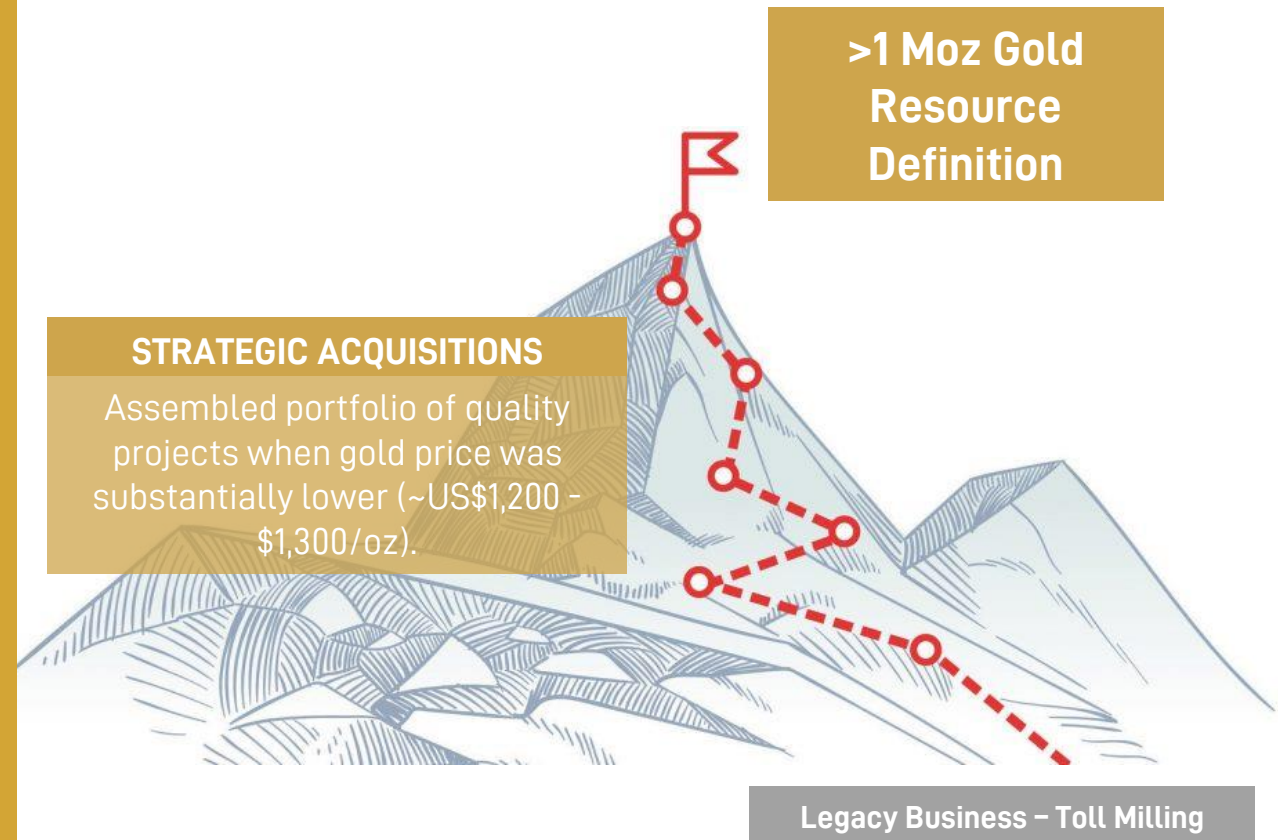 >1 Moz Gold
Resource
Definition
STRATEGIC ACQUISITIONS
Assembled portfolio of quality
projects when gold price was
substantially lower (~US$1,200 -
$1,300/oz).
Legacy Business – Toll Milling